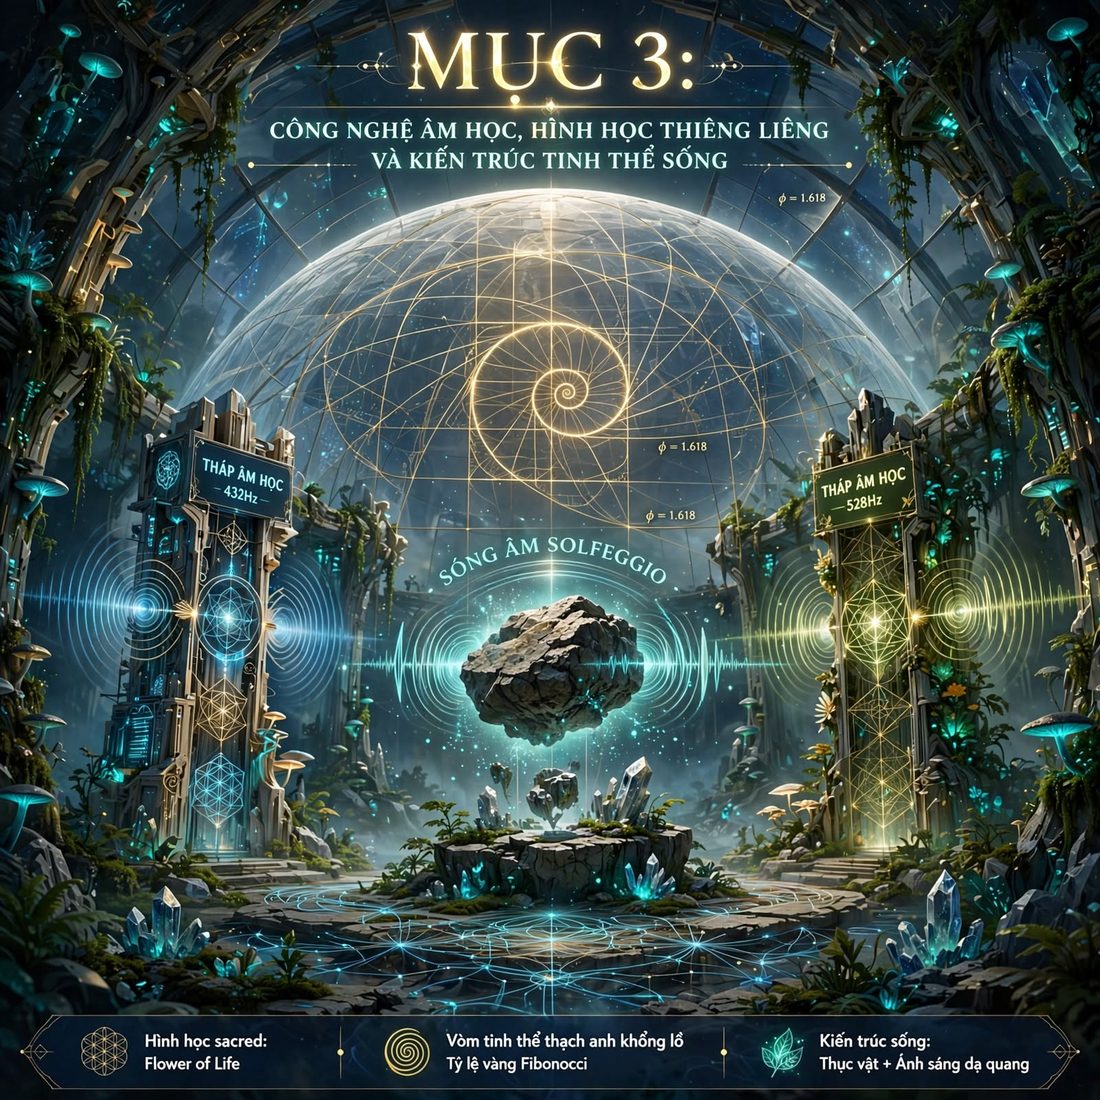 MỤC 3:
CÔNG NGHỆ ÂM HỌC, HÌNH HỌC THIÊNG LIÊNG
VÀ KIẾN TRÚC TINH THỂ SỐNG
ϕ = 1.618
ϕ = 1.618
ϕ = 1.618
THÁP ÂM HỌC
432Hz
THÁP ÂM HỌC
528Hz
SÓNG ÂM SOLFEGGIO
Hình học sacred:
Flower of Life
Vòm tinh thể thạch anh khổng lồ
Tỷ lệ vàng Fibonacci
Kiến trúc sống:
Thực vật + Ánh sáng dạ quang